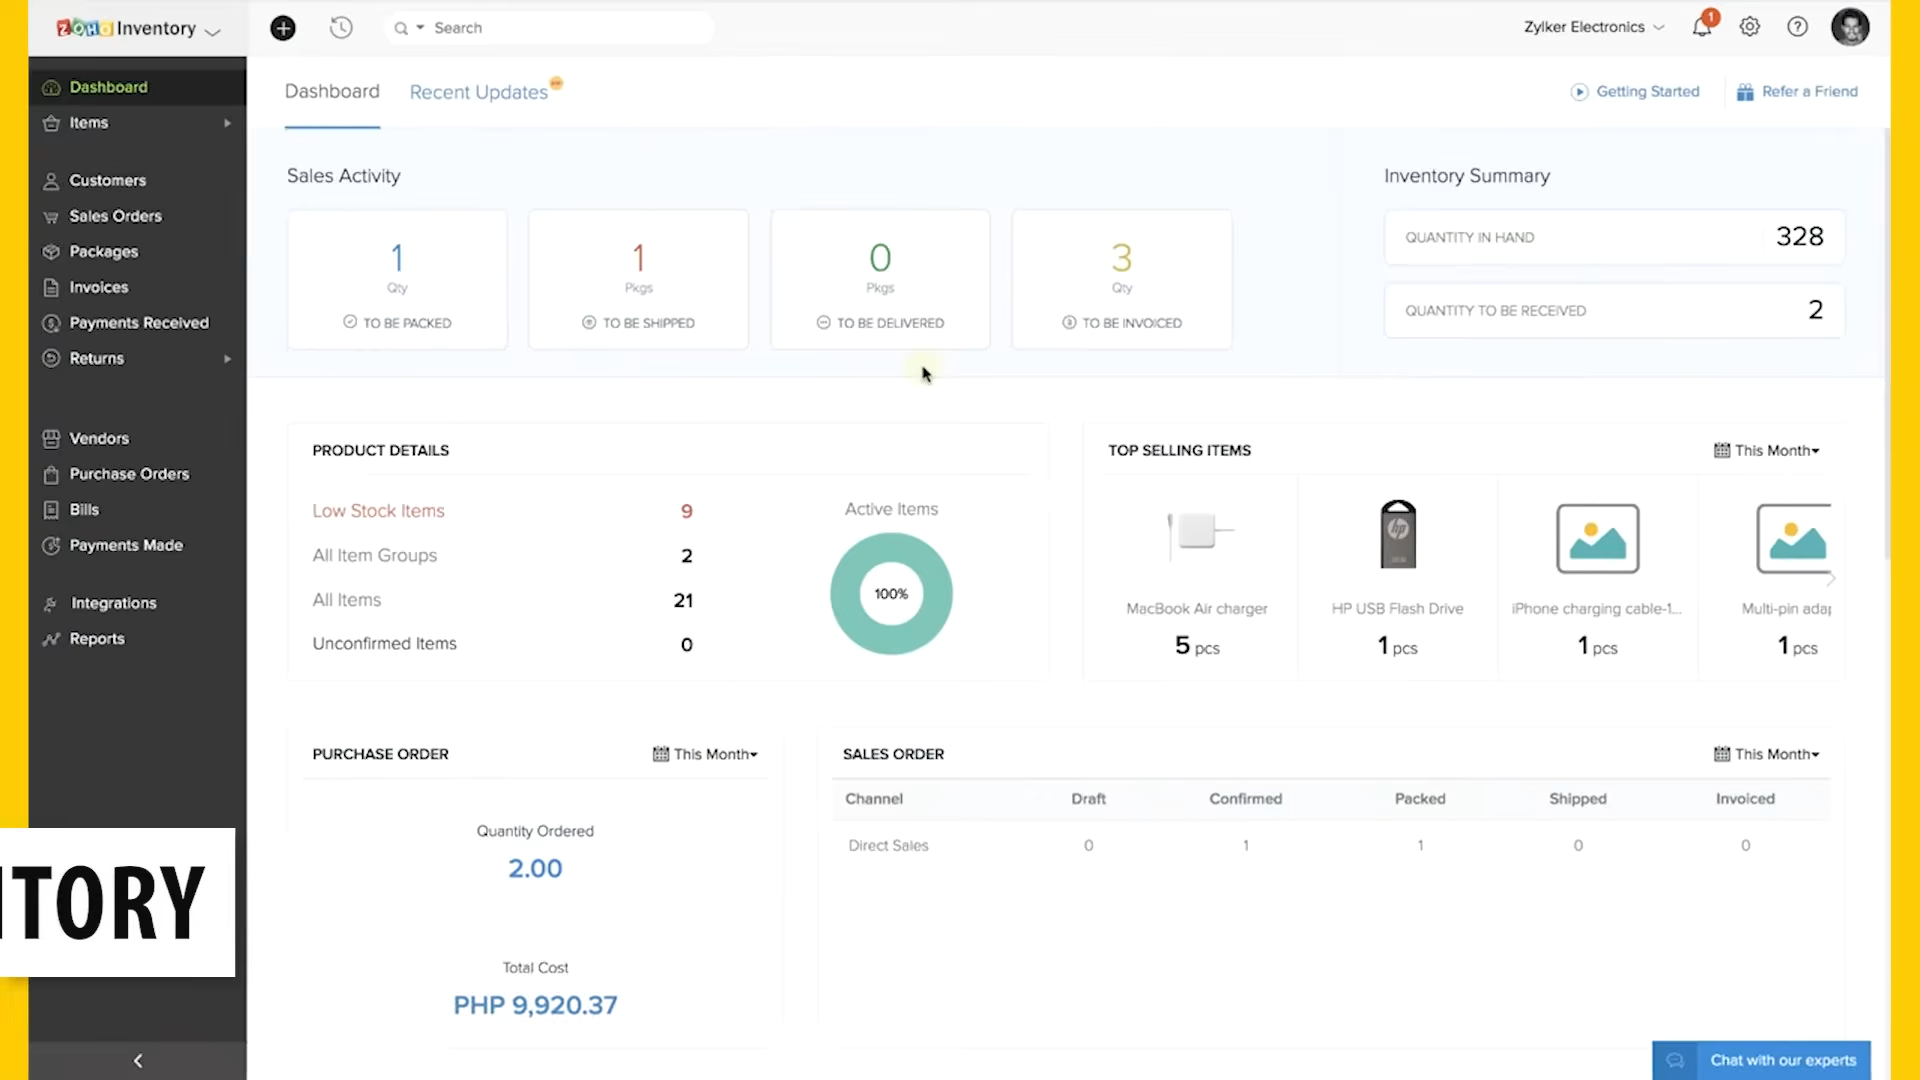 ZOHO Inventory
Search
Zylker Electronics
1
Dashboard
Items
Customers
Sales Orders
Packages
Invoices
Payments Received
Returns
Vendors
Purchase Orders
Bills
Payments Made
Integrations
Reports
Dashboard
Recent Updates
Getting Started
Refer a Friend
Sales Activity
1
Qty
TO BE PACKED
1
Pkgs
TO BE SHIPPED
0
Pkgs
TO BE DELIVERED
3
Qty
TO BE INVOICED
Inventory Summary
QUANTITY IN HAND 328
QUANTITY TO BE RECEIVED 2
PRODUCT DETAILS
Low Stock Items 9
All Item Groups 2
All Items 21
Unconfirmed Items 0
Active Items
100%
TOP SELLING ITEMS
This Month
hp
MacBook Air charger
5 pcs
HP USB Flash Drive
1 pcs
iPhone charging cable-1...
1 pcs
Multi-pin adap
1 pcs
PURCHASE ORDER
This Month
Quantity Ordered
2.00
Total Cost
PHP 9,920.37
SALES ORDER
This Month
Channel Draft Confirmed Packed Shipped Invoiced
Direct Sales 0 1 1 0 0
NTORY
Chat with our experts